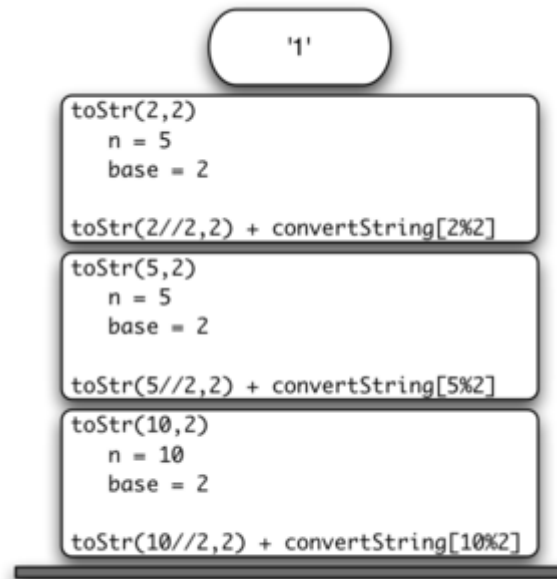 '1'
toStr(2,2)
n = 5
base = 2
toStr(2//2,2) + convertString[2%2]
toStr(5,2)
n = 5
base = 2
toStr(5//2,2) + convertString[5%2]
toStr(10,2)
n = 10
base = 2
toStr(10//2,2) + convertString[10%2]